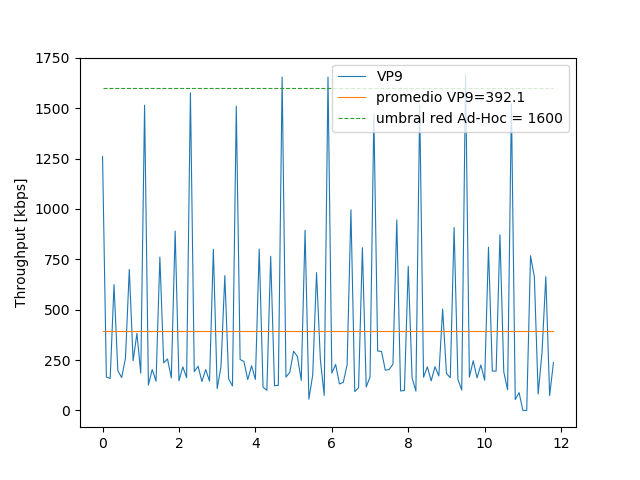 VP9
promedio VP9=392.1
umbral red Ad-Hoc = 1600
1750
1500
1250
1000
750
500
250
0
Throughput [kbps]
0 2 4 6 8 10 12